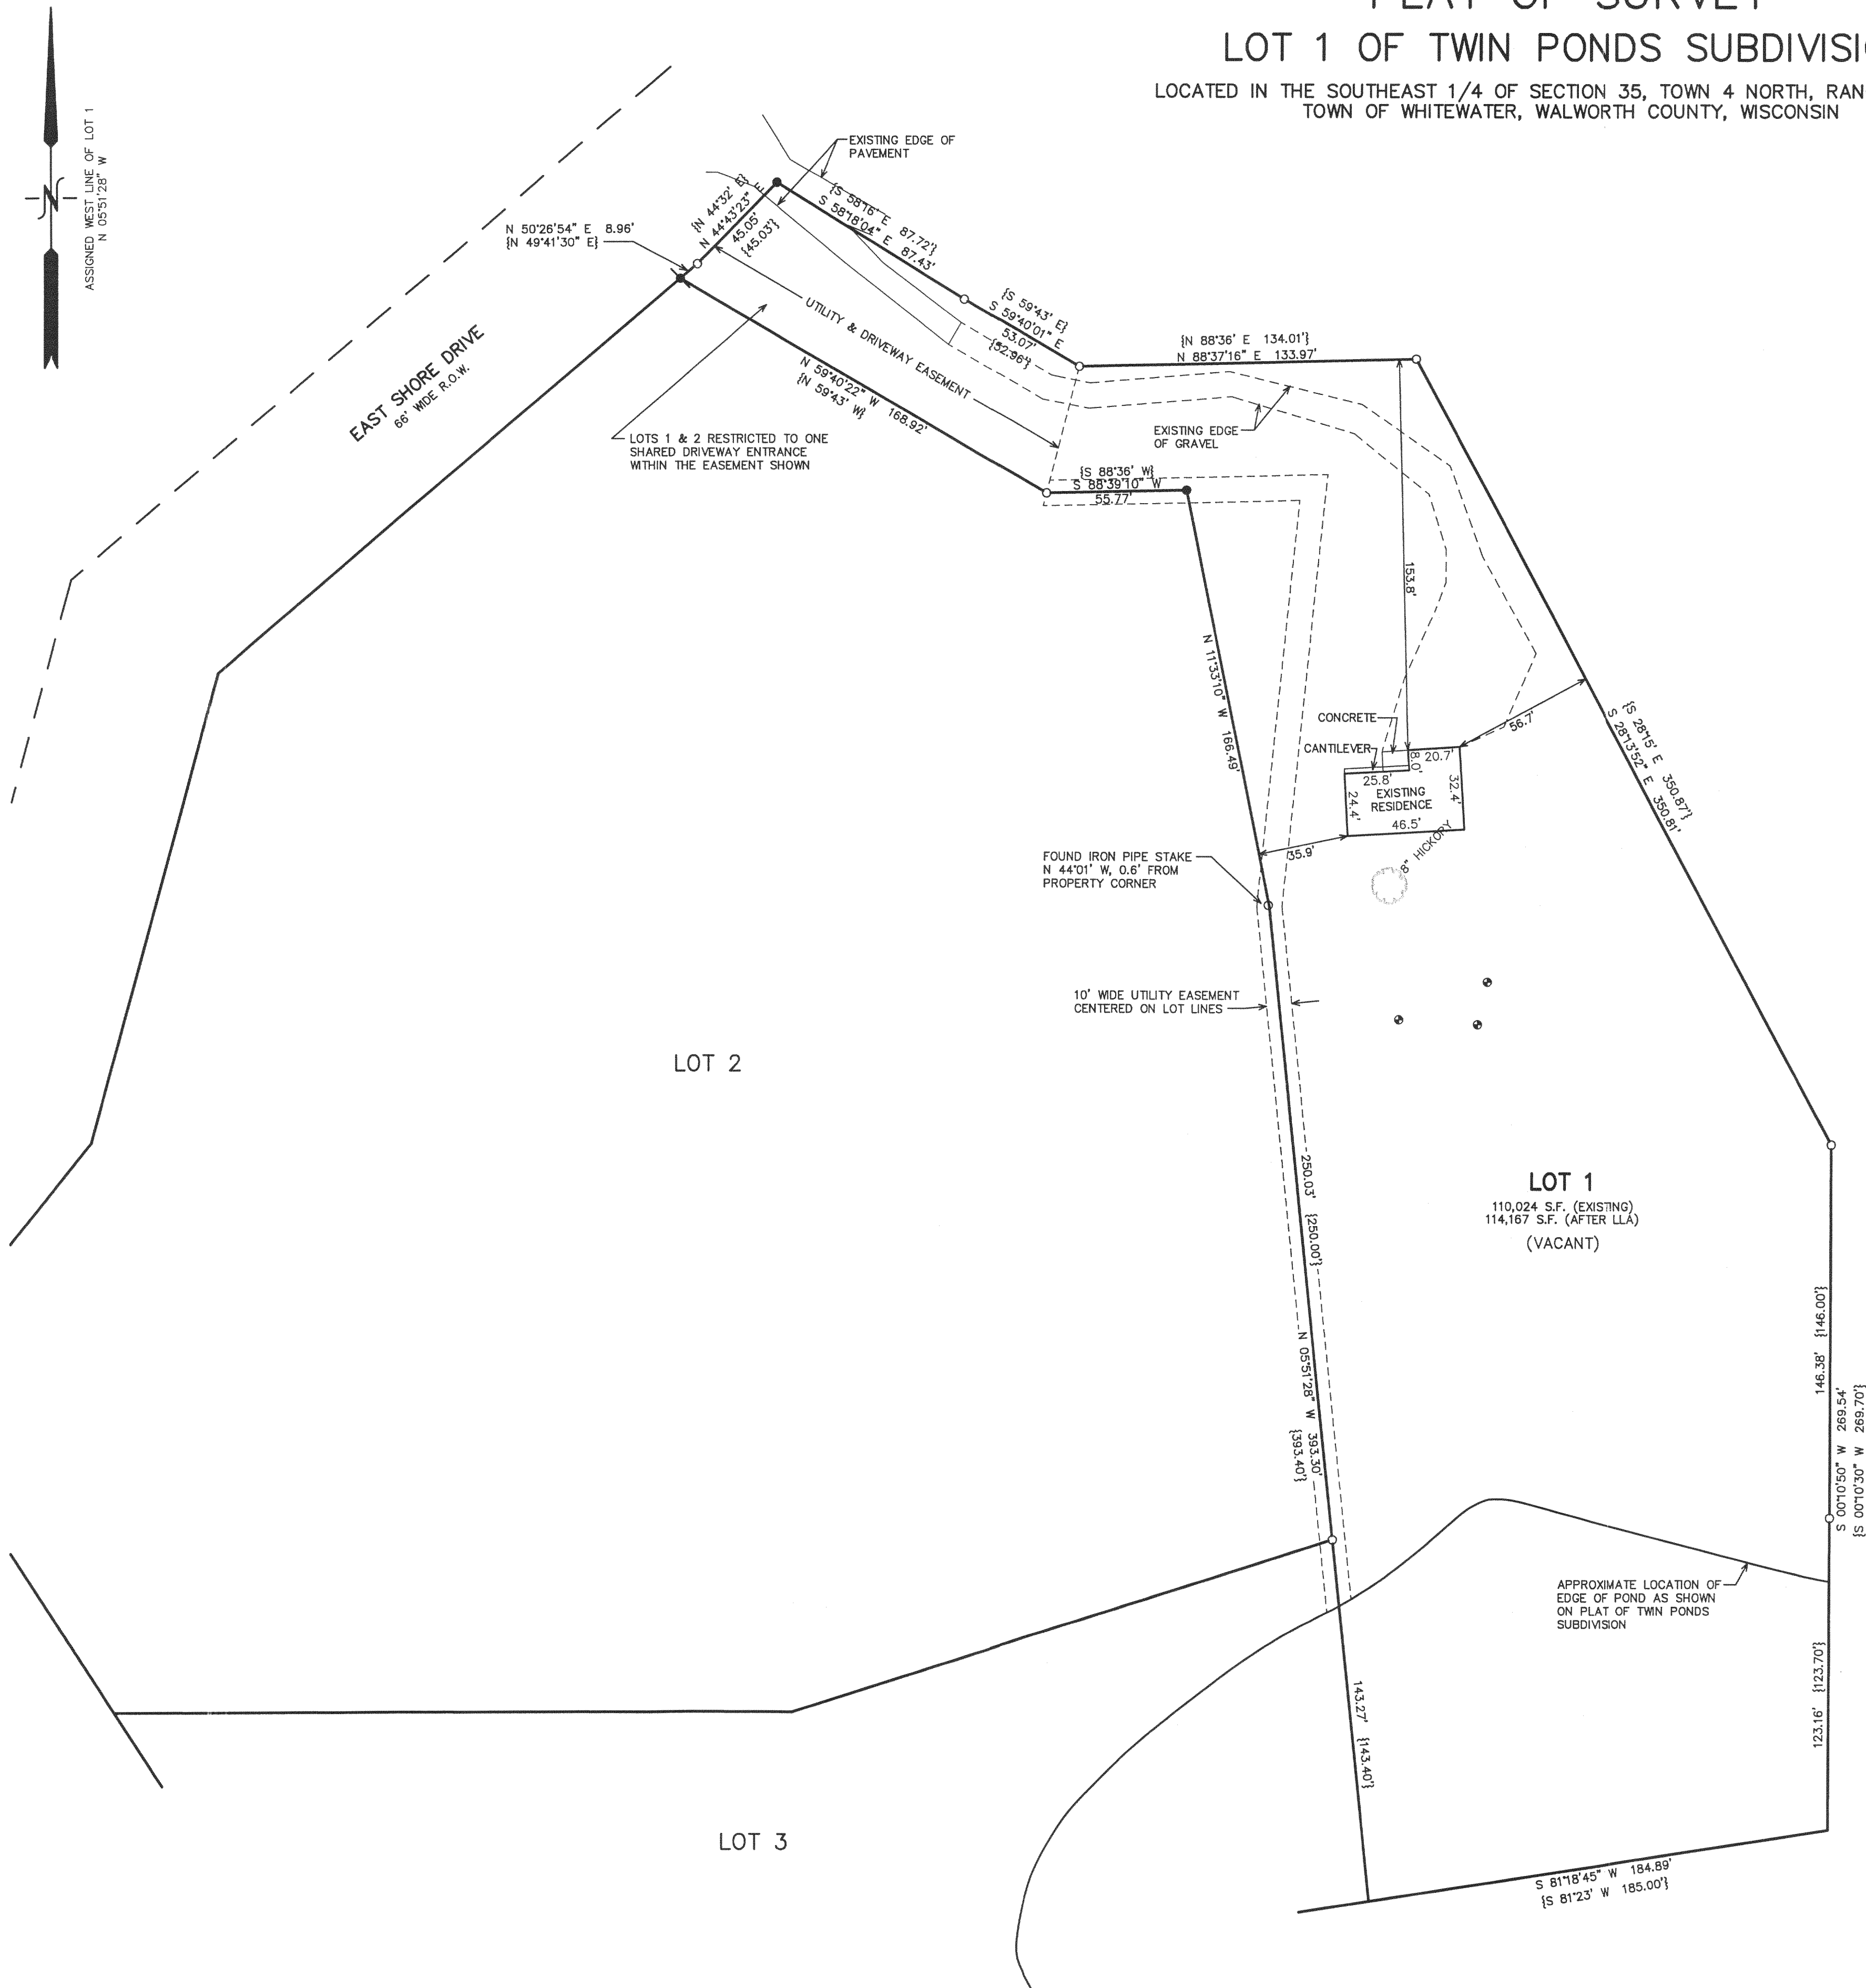 PLAT OF SURVEY
LOT 1 OF TWIN PONDS SUBDIVISI
LOCATED IN THE SOUTHEAST 1/4 OF SECTION 35, TOWN 4 NORTH, RAN
TOWN OF WHITEWATER, WALWORTH COUNTY, WISCONSIN
ASSIGNED WEST LINE OF LOT 1
N 05°51'28" W
N
EXISTING EDGE OF
PAVEMENT
N 50°26'54" E 8.96'
{N 49°41'30" E}
{N 44°32' E}
N 44°43'23" E
45.05'
{45.03'}
{S 58°16' E 87.72'}
S 58°18'04" E 87.43'
{S 59°43' E}
S 59°40'01" E
53.07'
{52.96'}
{N 88°36' E 134.01'}
N 88°37'16" E 133.97'
UTILITY & DRIVEWAY EASEMENT
EAST SHORE DRIVE
66' WIDE R.O.W.
N 59°40'22" W 168.92'
{N 59°43' W}
LOTS 1 & 2 RESTRICTED TO ONE
SHARED DRIVEWAY ENTRANCE
WITHIN THE EASEMENT SHOWN
EXISTING EDGE
OF GRAVEL
{S 88°36' W}
S 88°39'10" W
55.77'
153.8'
N 11°33'10" W 166.49'
CONCRETE
CANTILEVER
56.7'
8.0'
20.7'
25.8'
EXISTING
RESIDENCE
24.4'
32.4'
46.5'
35.9'
8" HICKORY
{S 28°15' E 350.87'}
S 28°13'52" E 350.81'
FOUND IRON PIPE STAKE
N 44°01' W, 0.6' FROM
PROPERTY CORNER
10' WIDE UTILITY EASEMENT
CENTERED ON LOT LINES
LOT 2
250.03' {250.00'}
LOT 1
110,024 S.F. (EXISTING)
114,167 S.F. (AFTER LLA)
(VACANT)
N 05°51'28" W 393.30'
{393.40'}
146.38' {146.00'}
S 00°10'50" W 269.54'
{S 00°10'30" W 269.70'}
APPROXIMATE LOCATION OF
EDGE OF POND AS SHOWN
ON PLAT OF TWIN PONDS
SUBDIVISION
123.16' {123.70'}
143.27' {143.40'}
LOT 3
S 81°18'45" W 184.89'
{S 81°23' W 185.00'}